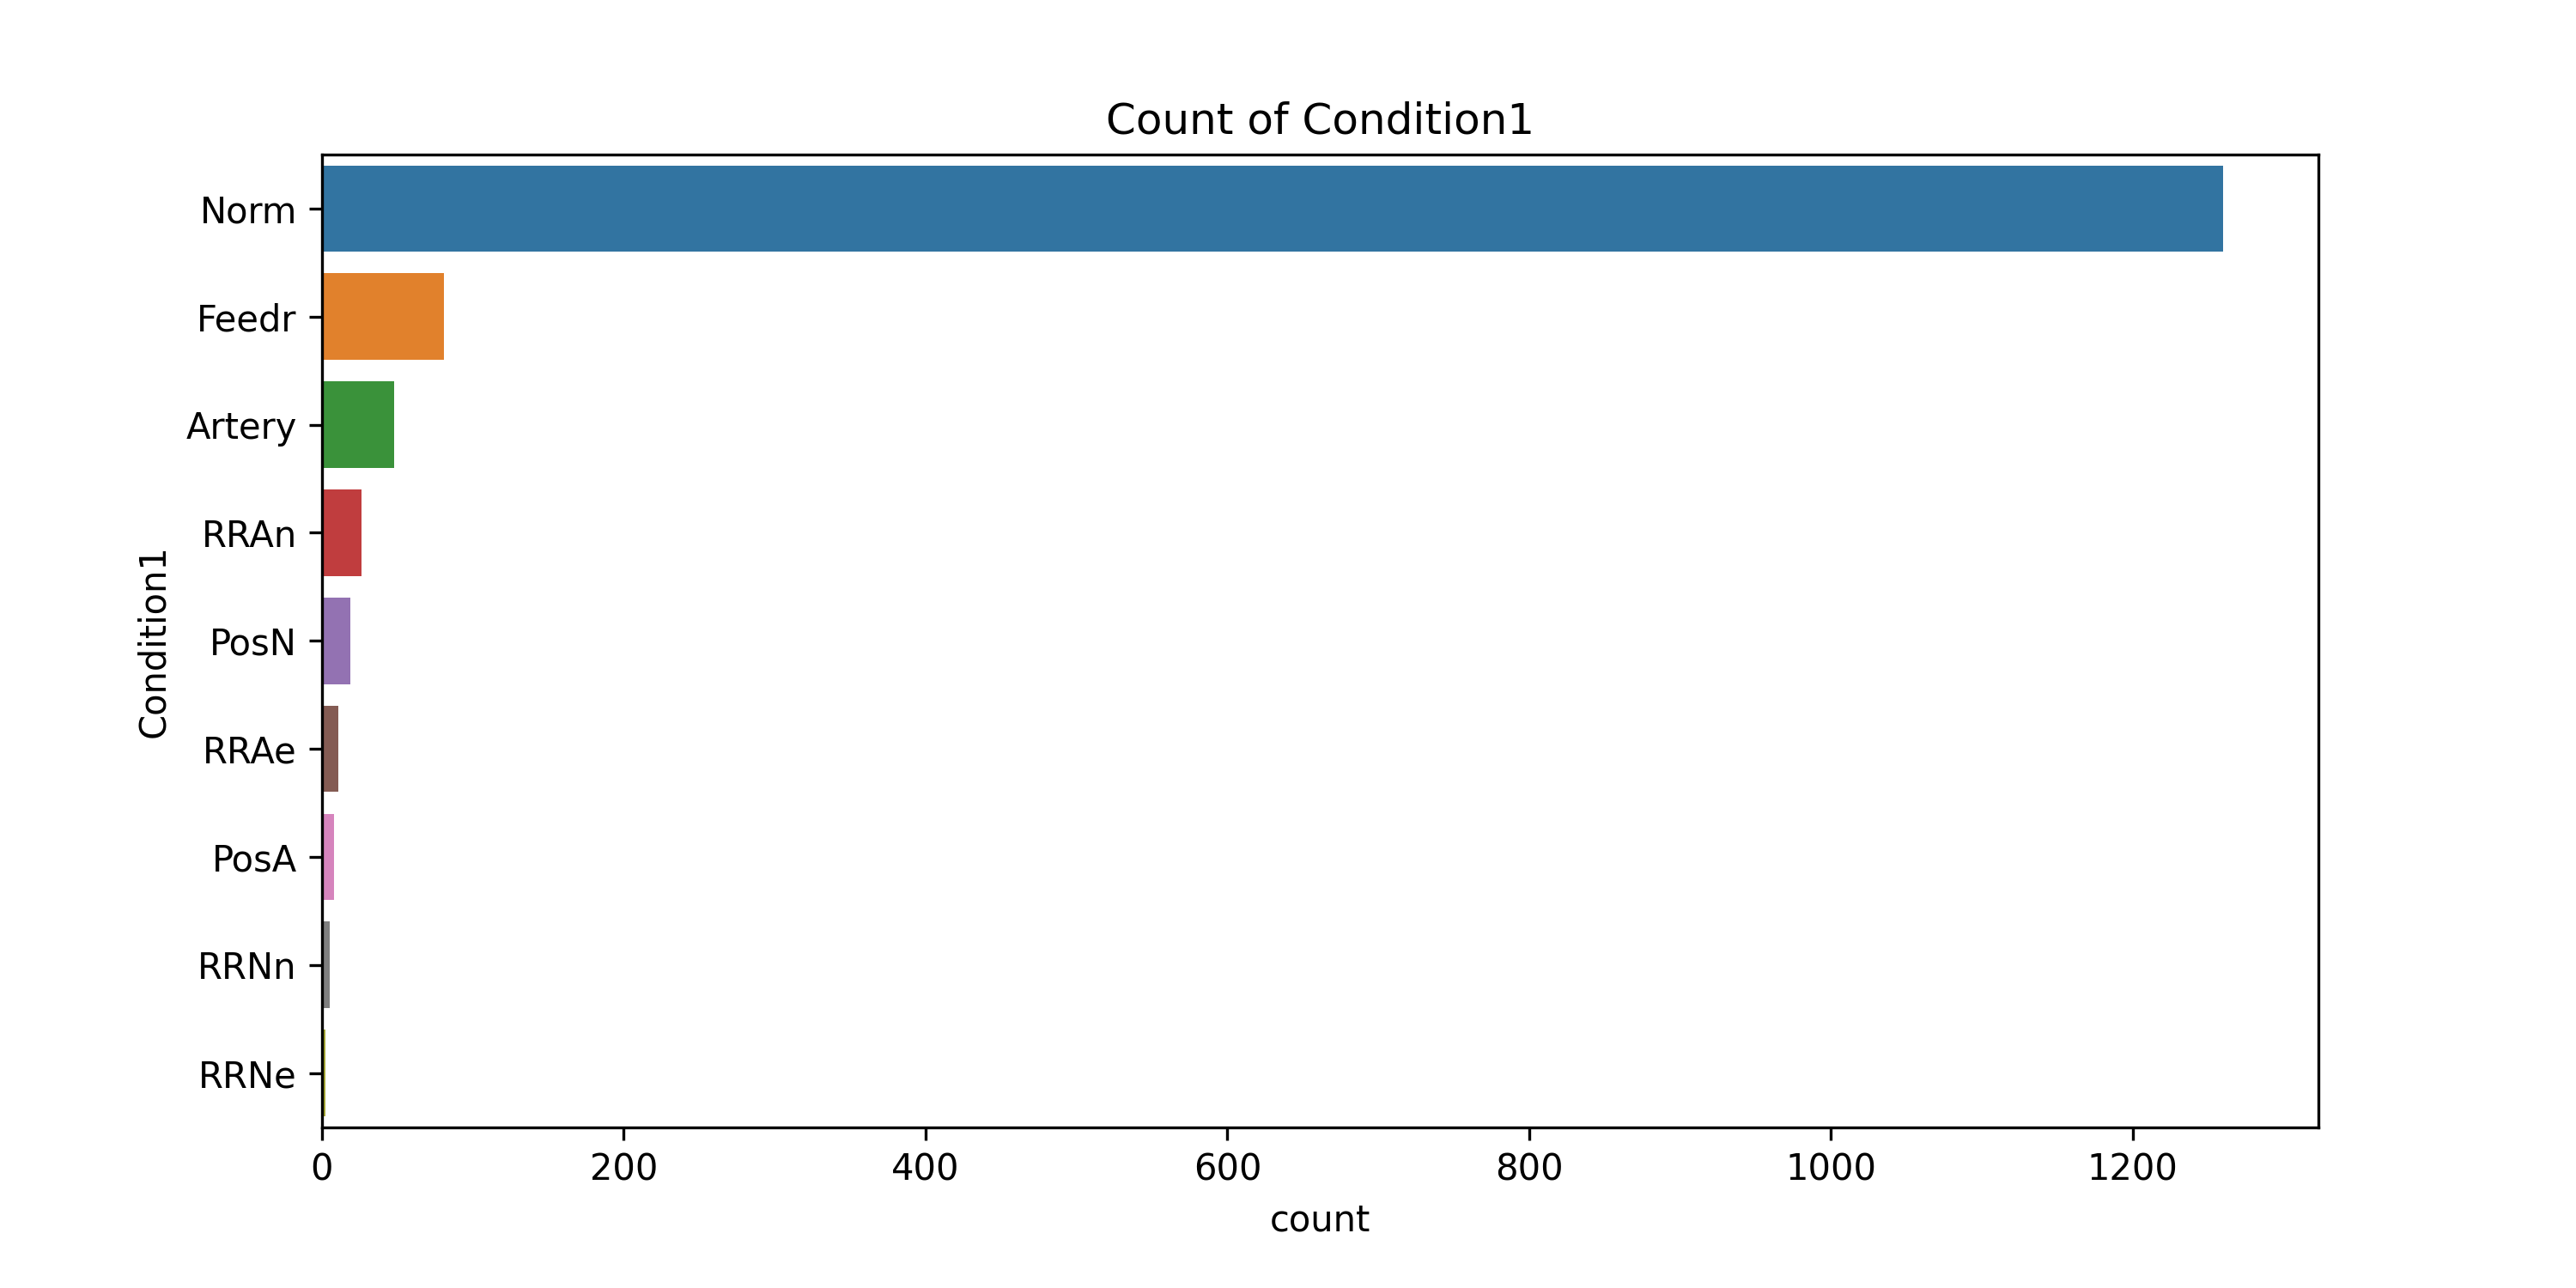 Count of Condition1
Condition1
Norm
Feedr
Artery
RRAn
PosN
RRAe
PosA
RRNn
RRNe
0 200 400 600 800 1000 1200
count